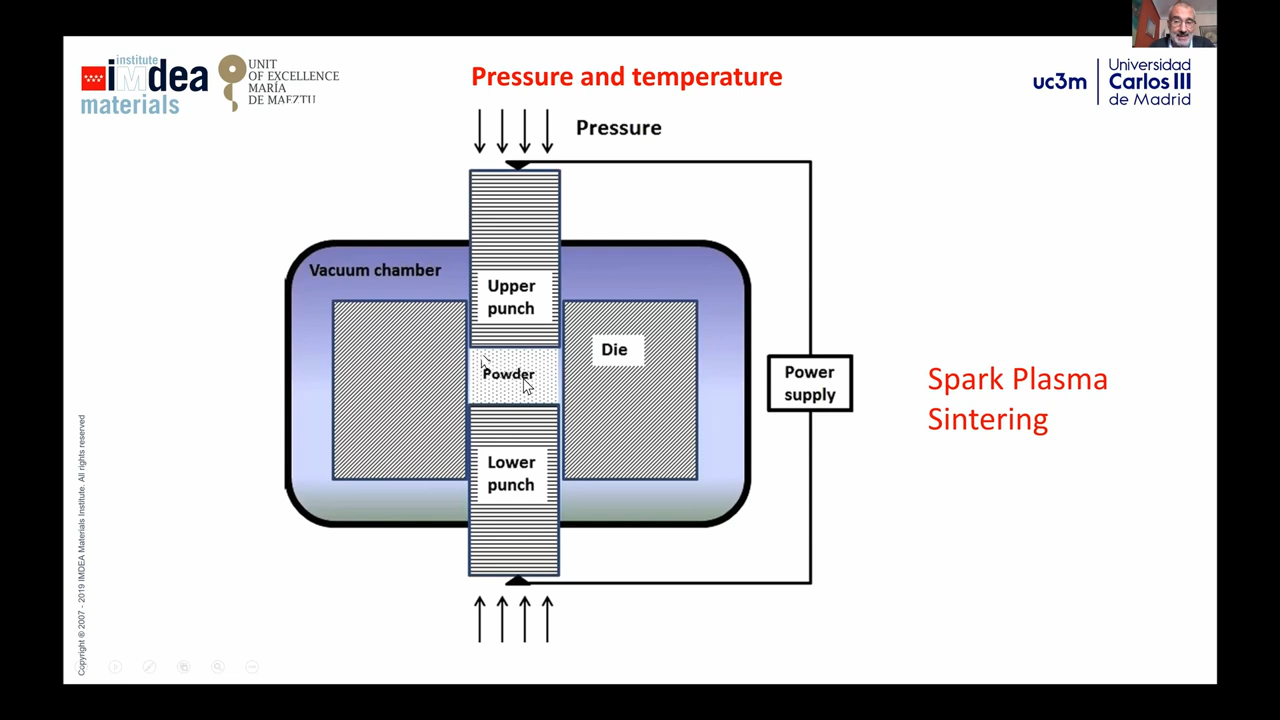 institute
iMdea
materials
UNIT
OF EXCELLENCE
MARÍA
DE MAEZTU
Pressure and temperature
uc3m
Universidad
Carlos III
de Madrid
Pressure
Vacuum chamber
Upper
punch
Die
Powder
Power
supply
Spark Plasma
Sintering
Lower
punch
Copyright ® 2007 - 2019 IMDEA Materials Institute. All rights reserved